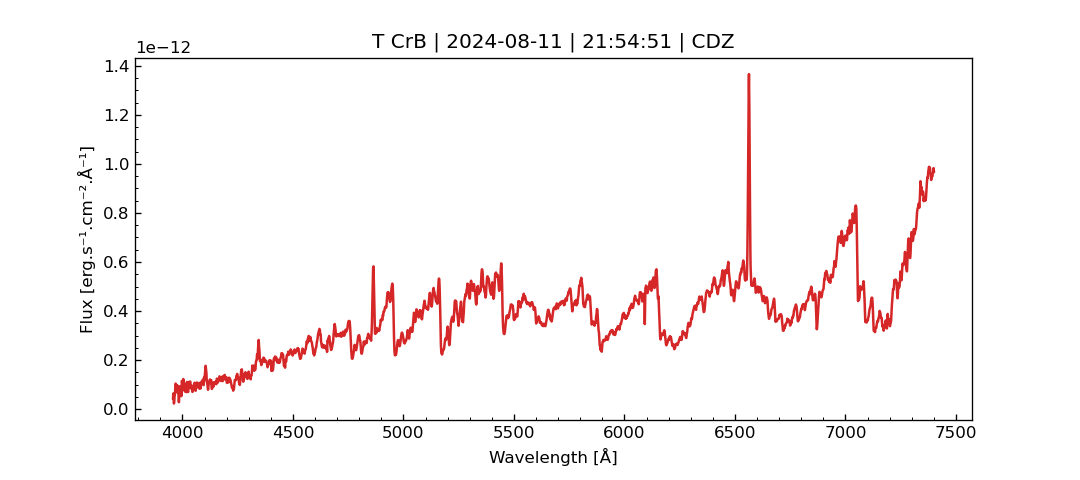 T CrB | 2024-08-11 | 21:54:51 | CDZ
1e−12
1.4
1.2
1.0
0.8
0.6
0.4
0.2
0.0
Flux [erg.s⁻¹.cm⁻².Å⁻¹]
4000 4500 5000 5500 6000 6500 7000 7500
Wavelength [Å]